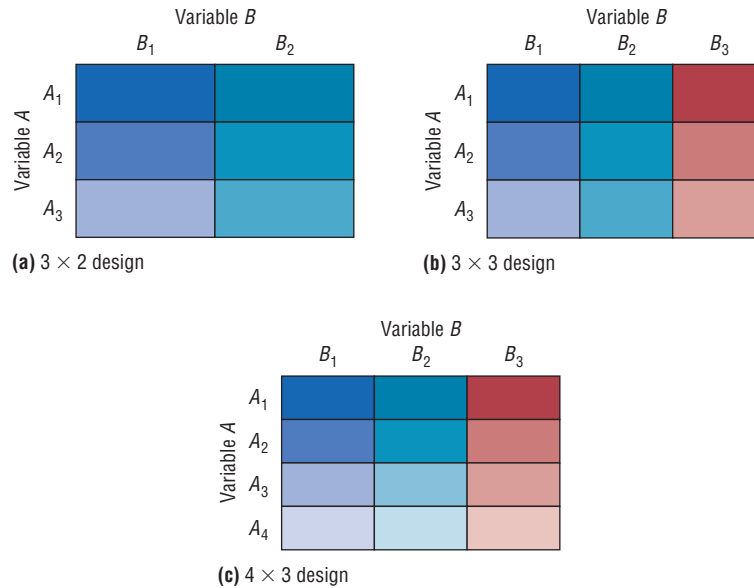 Variable B
B1 B2
Variable A
A1
A2
A3
(a) 3 × 2 design
Variable B
B1 B2 B3
Variable A
A1
A2
A3
(b) 3 × 3 design
Variable B
B1 B2 B3
Variable A
A1
A2
A3
A4
(c) 4 × 3 design